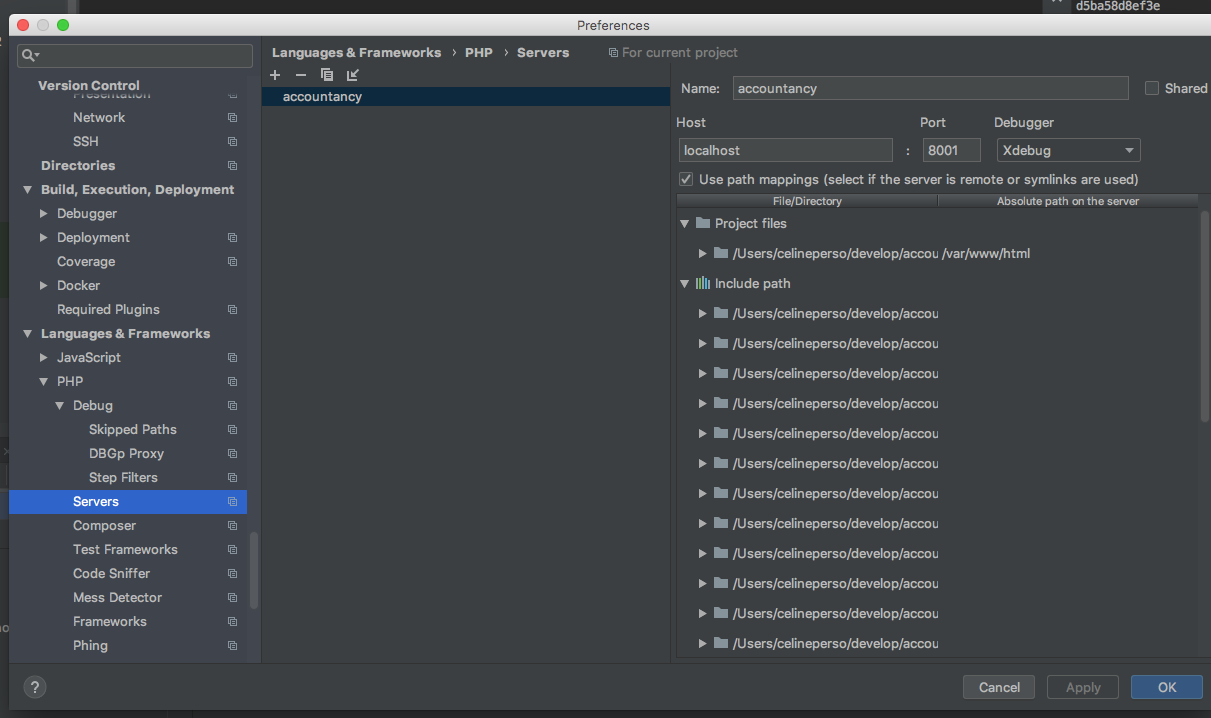 d5ba58d8ef3e
Preferences
Version Control
Presentation
Network
SSH
Directories
Build, Execution, Deployment
Debugger
Deployment
Coverage
Docker
Required Plugins
Languages & Frameworks
JavaScript
PHP
Debug
Skipped Paths
DBGp Proxy
Step Filters
Servers
Composer
Test Frameworks
Code Sniffer
Mess Detector
Frameworks
Phing
?
Languages & Frameworks › PHP › Servers For current project
accountancy
Name: accountancy Shared
Host Port Debugger
localhost : 8001 Xdebug
Use path mappings (select if the server is remote or symlinks are used)
File/Directory Absolute path on the server
Project files
/Users/celineperso/develop/accou /var/www/html
Include path
/Users/celineperso/develop/accou
/Users/celineperso/develop/accou
/Users/celineperso/develop/accou
/Users/celineperso/develop/accou
/Users/celineperso/develop/accou
/Users/celineperso/develop/accou
/Users/celineperso/develop/accou
/Users/celineperso/develop/accou
/Users/celineperso/develop/accou
/Users/celineperso/develop/accou
/Users/celineperso/develop/accou
/Users/celineperso/develop/accou
Cancel Apply OK